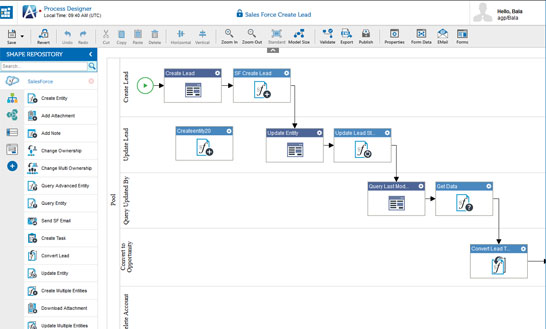 Process Designer
Local Time: 09:40 AM (UTC)
Sales Force Create Lead
Hello, Bala
agp/Bala
Save
Revert
Undo
Redo
Cut
Copy
Paste
Delete
Horizontal
Vertical
Zoom In
Zoom Out
Standard
Model Size
Validate
Export
Publish
Properties
Form Data
EMail
Forms
SHAPE REPOSITORY
Search
SalesForce
Create Entity
Add Attachment
Add Note
Change Ownership
Change Multi Ownership
Query Advanced Entity
Query Entity
Send SF Email
Create Task
Convert Lead
Update Entity
Create Multiple Entities
Download Attachment
Update Multiple Entities
Pool
Create Lead
Create Lead
SF Create Lead
Update Lead
Createentity29
Update Entity
Update Lead St...
Query Updated By
Query Last Mod...
Get Data
Convert to
Opportunity
Convert Lead T...
elete Account